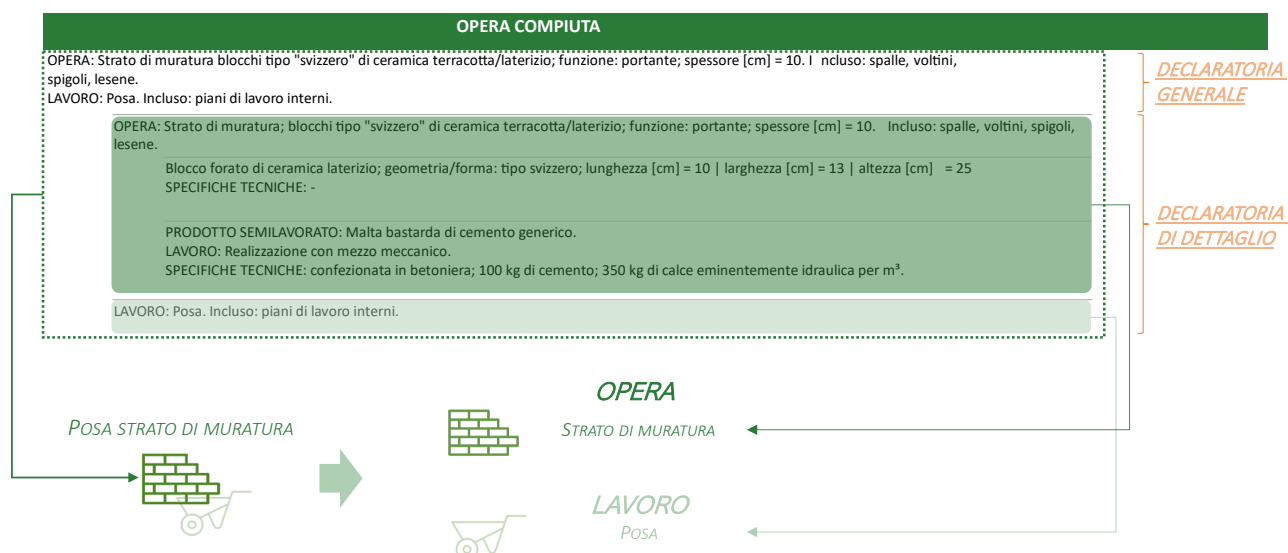 OPERA COMPIUTA
OPERA: Strato di muratura blocchi tipo "svizzero" di ceramica terracotta/laterizio; funzione: portante; spessore [cm] = 10. I ncluso: spalle, voltini,
spigoli, lesene.
LAVORO: Posa. Incluso: piani di lavoro interni.
DECLARATORIA
GENERALE
OPERA: Strato di muratura; blocchi tipo "svizzero" di ceramica terracotta/laterizio; funzione: portante; spessore [cm] = 10. Incluso: spalle, voltini, spigoli,
lesene.
Blocco forato di ceramica laterizio; geometria/forma: tipo svizzero; lunghezza [cm] = 10 | larghezza [cm] = 13 | altezza [cm] = 25
SPECIFICHE TECNICHE: -
PRODOTTO SEMILAVORATO: Malta bastarda di cemento generico.
LAVORO: Realizzazione con mezzo meccanico.
SPECIFICHE TECNICHE: confezionata in betoniera; 100 kg di cemento; 350 kg di calce eminentemente idraulica per m³.
DECLARATORIA
DI DETTAGLIO
LAVORO: Posa. Incluso: piani di lavoro interni.
OPERA
POSA STRATO DI MURATURA
STRATO DI MURATURA
LAVORO
POSA